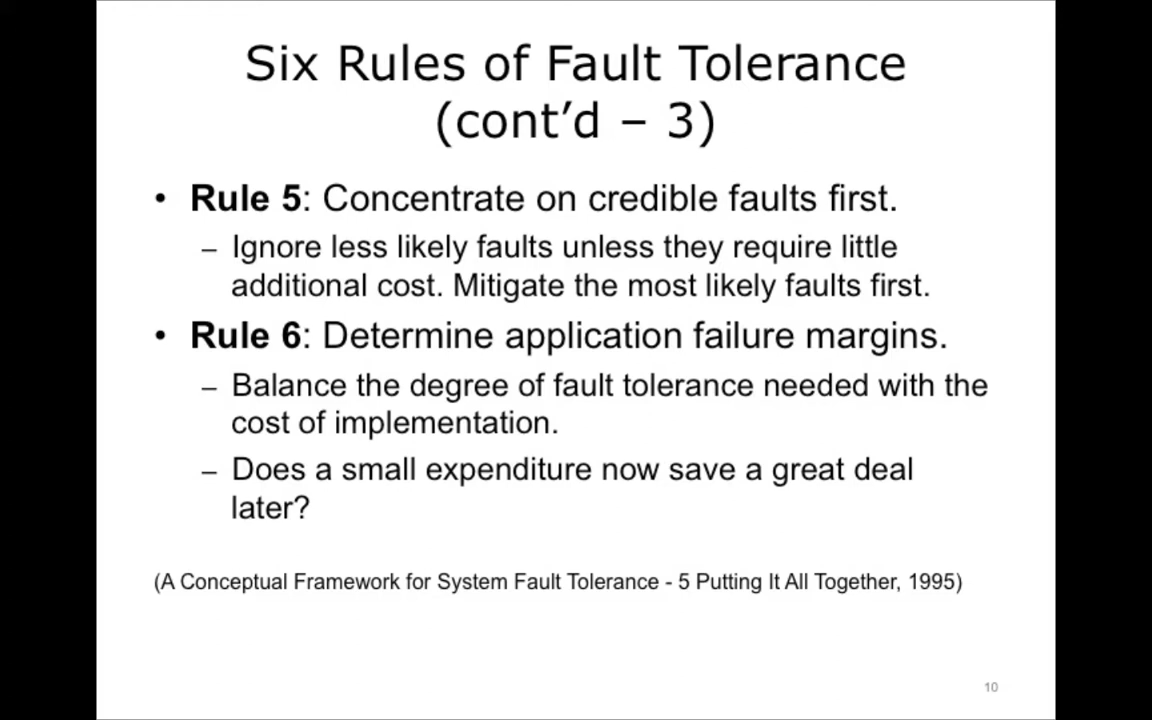 Six Rules of Fault Tolerance
(cont’d – 3)
• Rule 5: Concentrate on credible faults first.
– Ignore less likely faults unless they require little
additional cost. Mitigate the most likely faults first.
• Rule 6: Determine application failure margins.
– Balance the degree of fault tolerance needed with the
cost of implementation.
– Does a small expenditure now save a great deal
later?
(A Conceptual Framework for System Fault Tolerance - 5 Putting It All Together, 1995)
10